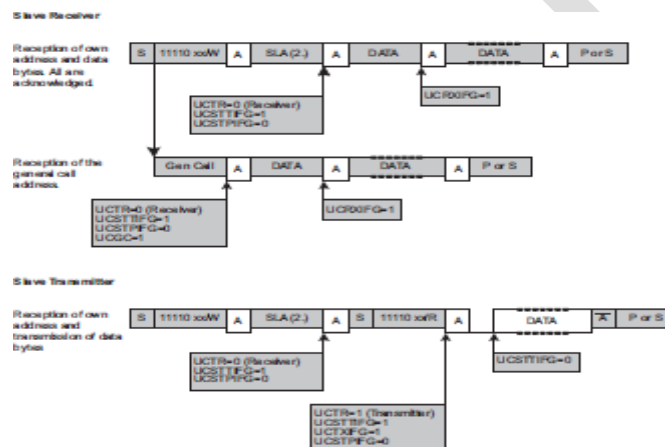 Slave Receiver
Reception of own
address and data
bytes. All are
acknowledged.
S 11110 xx/W A SLA (2.) A DATA A DATA A P or S
UCTR=0 (Receiver)
UCSTTIFG=1
UCSTPIFG=0
UCRXIFG=1
Reception of the
general call
address.
Gen Call A DATA A DATA A P or S
UCTR=0 (Receiver)
UCSTTIFG=1
UCSTPIFG=0
UCGC=1
UCRXIFG=1
Slave Transmitter
Reception of own
address and
transmission of data
bytes
S 11110 xx/W A SLA (2.) A S 11110 xx/R A DATA A P or S
UCTR=0 (Receiver)
UCSTTIFG=1
UCSTPIFG=0
UCSTTIFG=0
UCTR=1 (Transmitter)
UCSTTIFG=1
UCTXIFG=1
UCSTPIFG=0